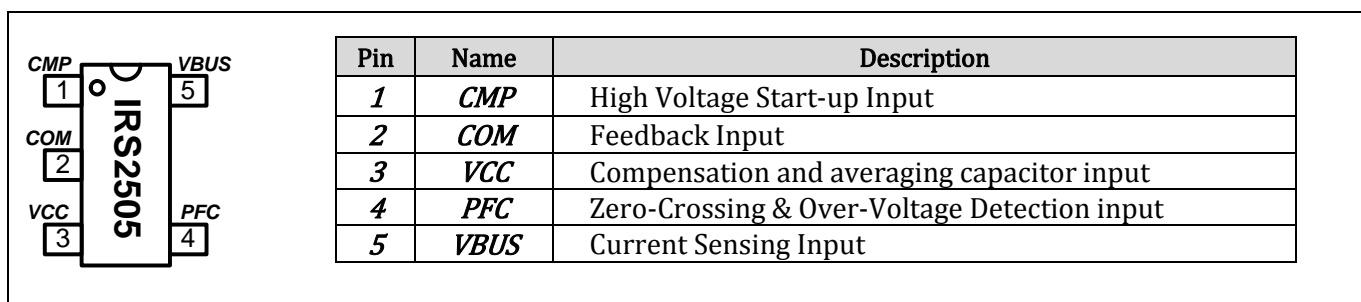 CMP VBUS
1 5
IRS2505
COM
2
VCC PFC
3 4
Pin Name Description
1 CMP High Voltage Start-up Input
2 COM Feedback Input
3 VCC Compensation and averaging capacitor input
4 PFC Zero-Crossing & Over-Voltage Detection input
5 VBUS Current Sensing Input